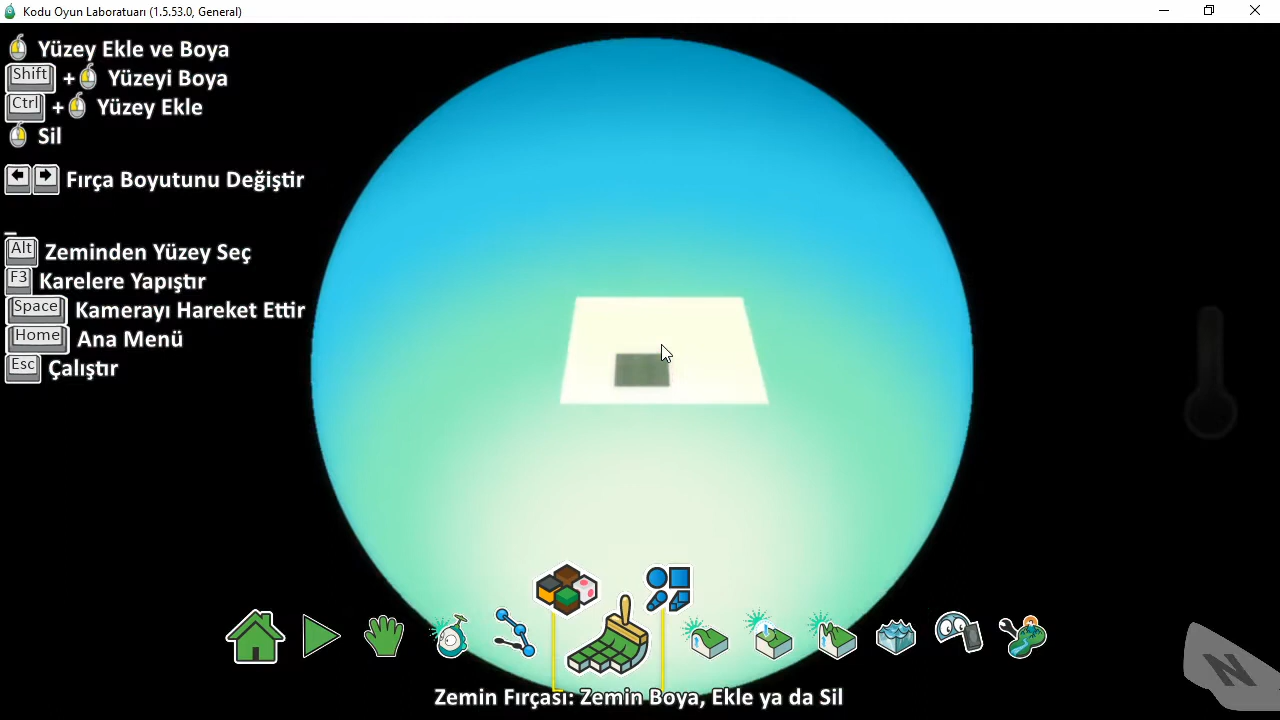 Kodu Oyun Laboratuarı (1.5.53.0, General)
Yüzey Ekle ve Boya
Shift + Yüzeyi Boya
Ctrl + Yüzey Ekle
Sil
Fırça Boyutunu Değiştir
Alt Zeminden Yüzey Seç
F3 Karelere Yapıştır
Space Kamerayı Hareket Ettir
Home Ana Menü
Esc Çalıştır
Zemin Fırçası: Zemin Boya, Ekle ya da Sil
N